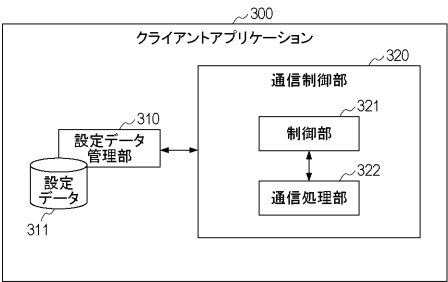 300
クライアントアプリケーション
320
通信制御部
321
制御部
310
設定データ
管理部
322
通信処理部
設定
データ
311